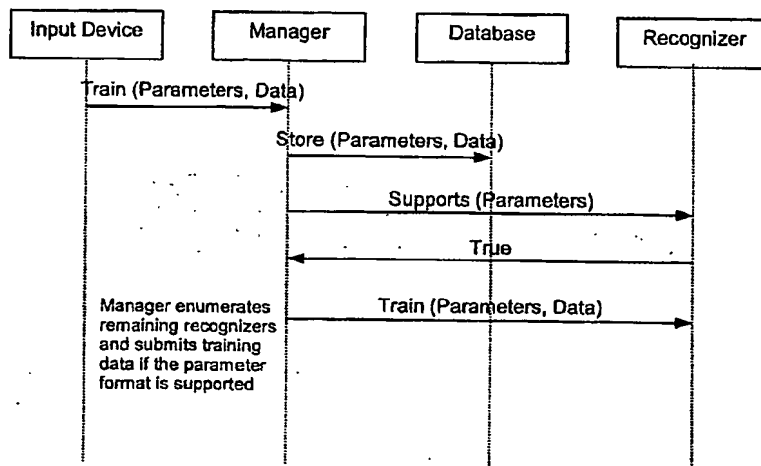 Input Device
Manager
Database
Recognizer
Train (Parameters, Data)
Store (Parameters, Data)
Supports (Parameters)
True
Train (Parameters, Data)
Manager enumerates
remaining recognizers
and submits training
data if the parameter
format is supported